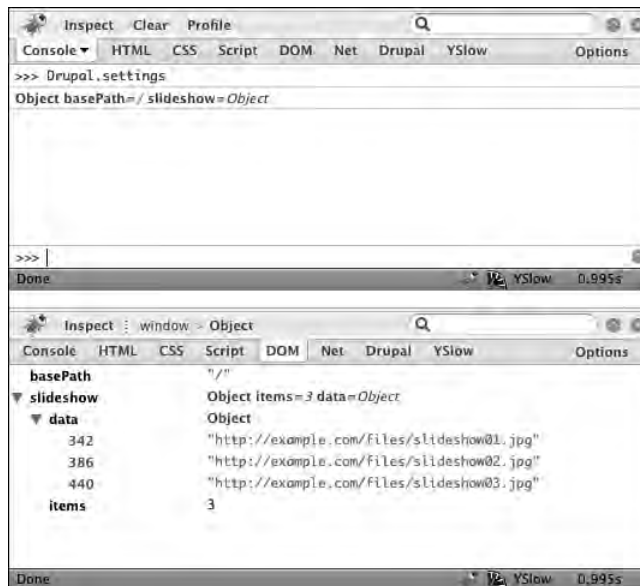 Inspect Clear Profile
Console HTML CSS Script DOM Net Drupal YSlow Options
>>> Drupal.settings
Object basePath=/ slideshow=Object
>>>
Done YSlow 0.995s
Inspect window > Object
Console HTML CSS Script DOM Net Drupal YSlow Options
basePath "/"
slideshow Object items=3 data=Object
data Object
342 "http://example.com/files/slideshow01.jpg"
386 "http://example.com/files/slideshow02.jpg"
440 "http://example.com/files/slideshow03.jpg"
items 3
Done YSlow 0.995s